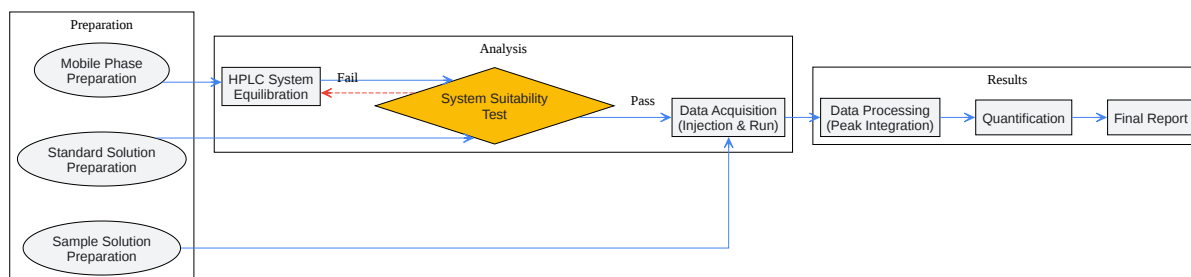 Preparation
Mobile Phase
Preparation
Standard Solution
Preparation
Sample Solution
Preparation
Analysis
HPLC System
Equilibration
Fail
System Suitability
Test
Pass
Data Acquisition
(Injection & Run)
Results
Data Processing
(Peak Integration)
Quantification
Final Report